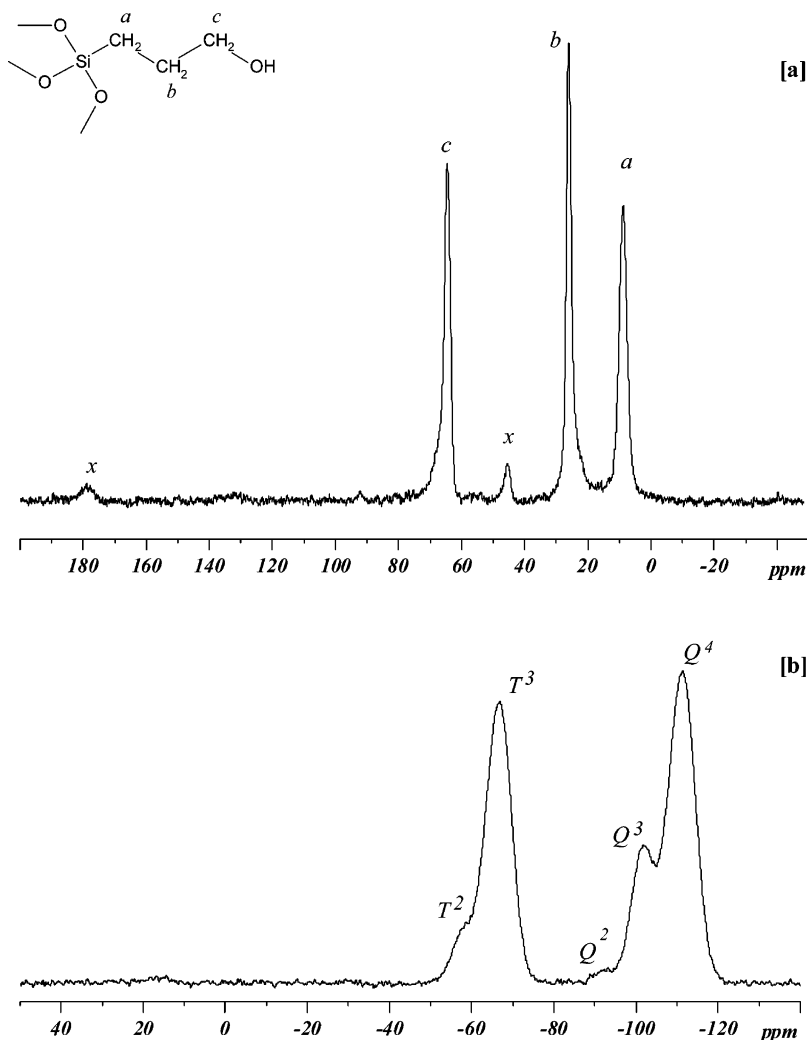 a c
O CH₂ CH₂
Si OH
O CH₂
b
O
[a]
b
c
a
x
x
180 160 140 120 100 80 60 40 20 0 -20 ppm
[b]
Q⁴
T³
Q³
T²
Q²
40 20 0 -20 -40 -60 -80 -100 -120 ppm